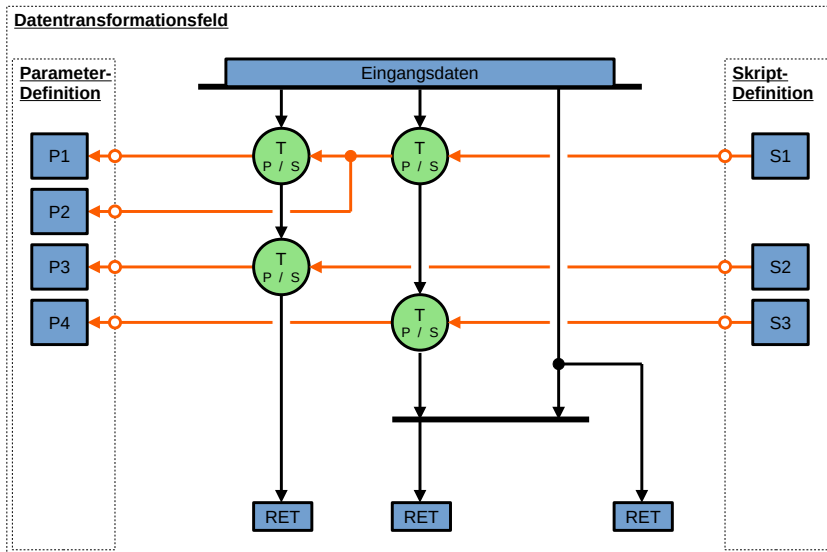 Datentransformationsfeld
Parameter-
Definition
Eingangsdaten
Skript-
Definition
P1
T
P / S
T
P / S
S1
P2
P3
T
P / S
S2
P4
T
P / S
S3
RET
RET
RET